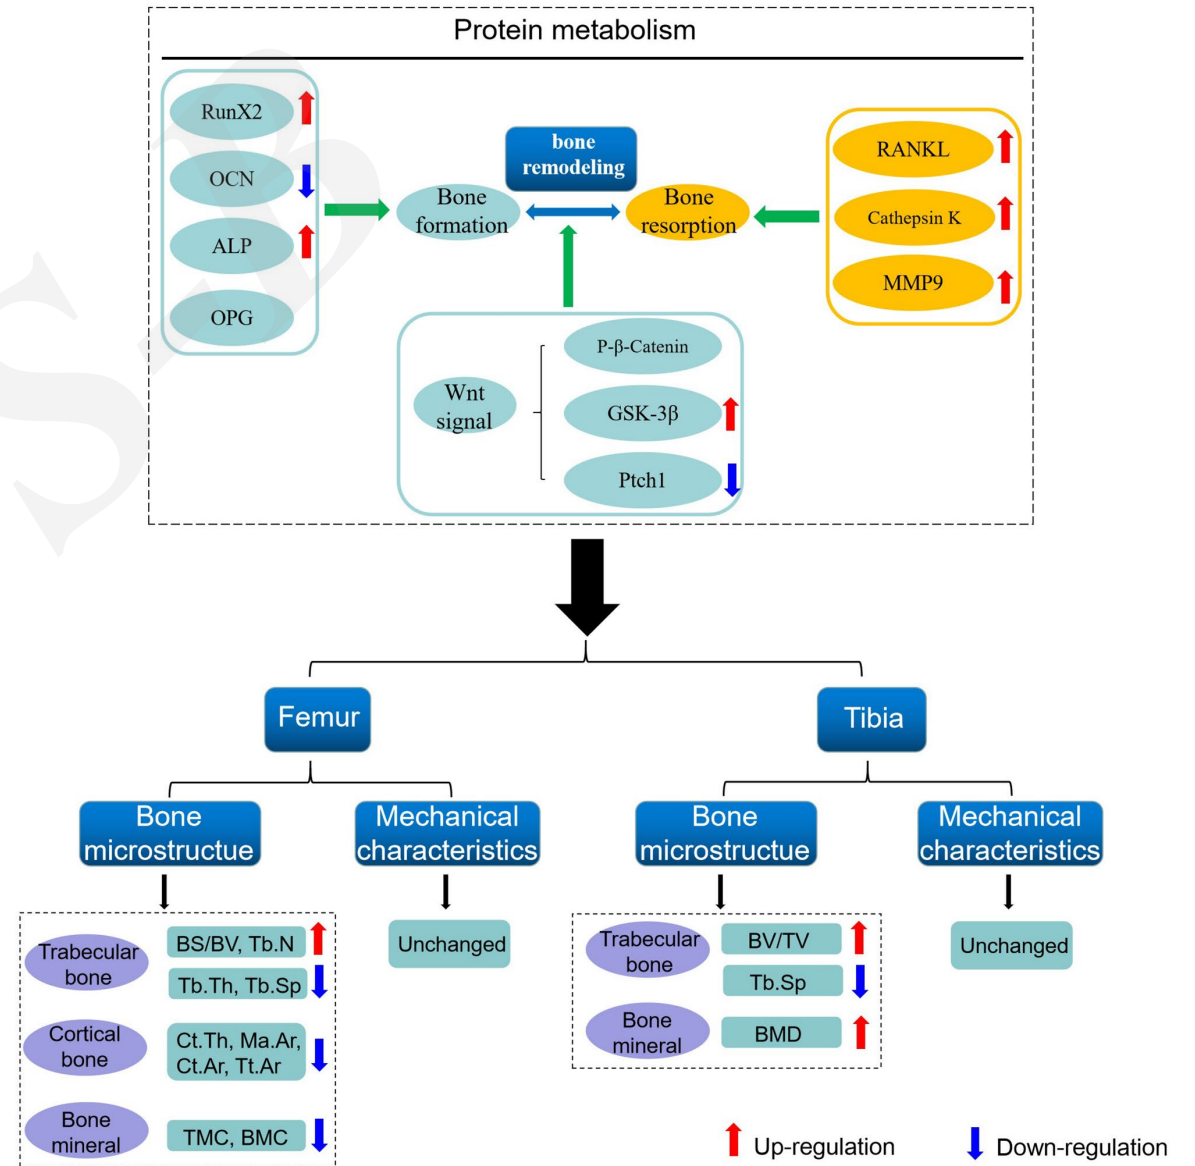 Protein metabolism
RunX2
OCN
ALP
OPG
bone
remodeling
Bone
formation
Bone
resorption
RANKL
Cathepsin K
MMP9
Wnt
signal
P-β-Catenin
GSK-3β
Ptch1
Femur
Tibia
Bone
microstructue
Mechanical
characteristics
Bone
microstructue
Mechanical
characteristics
Trabecular
bone
BS/BV, Tb.N
Tb.Th, Tb.Sp
Cortical
bone
Ct.Th, Ma.Ar,
Ct.Ar, Tt.Ar
Bone
mineral
TMC, BMC
Unchanged
Trabecular
bone
BV/TV
Tb.Sp
Bone
mineral
BMD
Unchanged
Up-regulation
Down-regulation